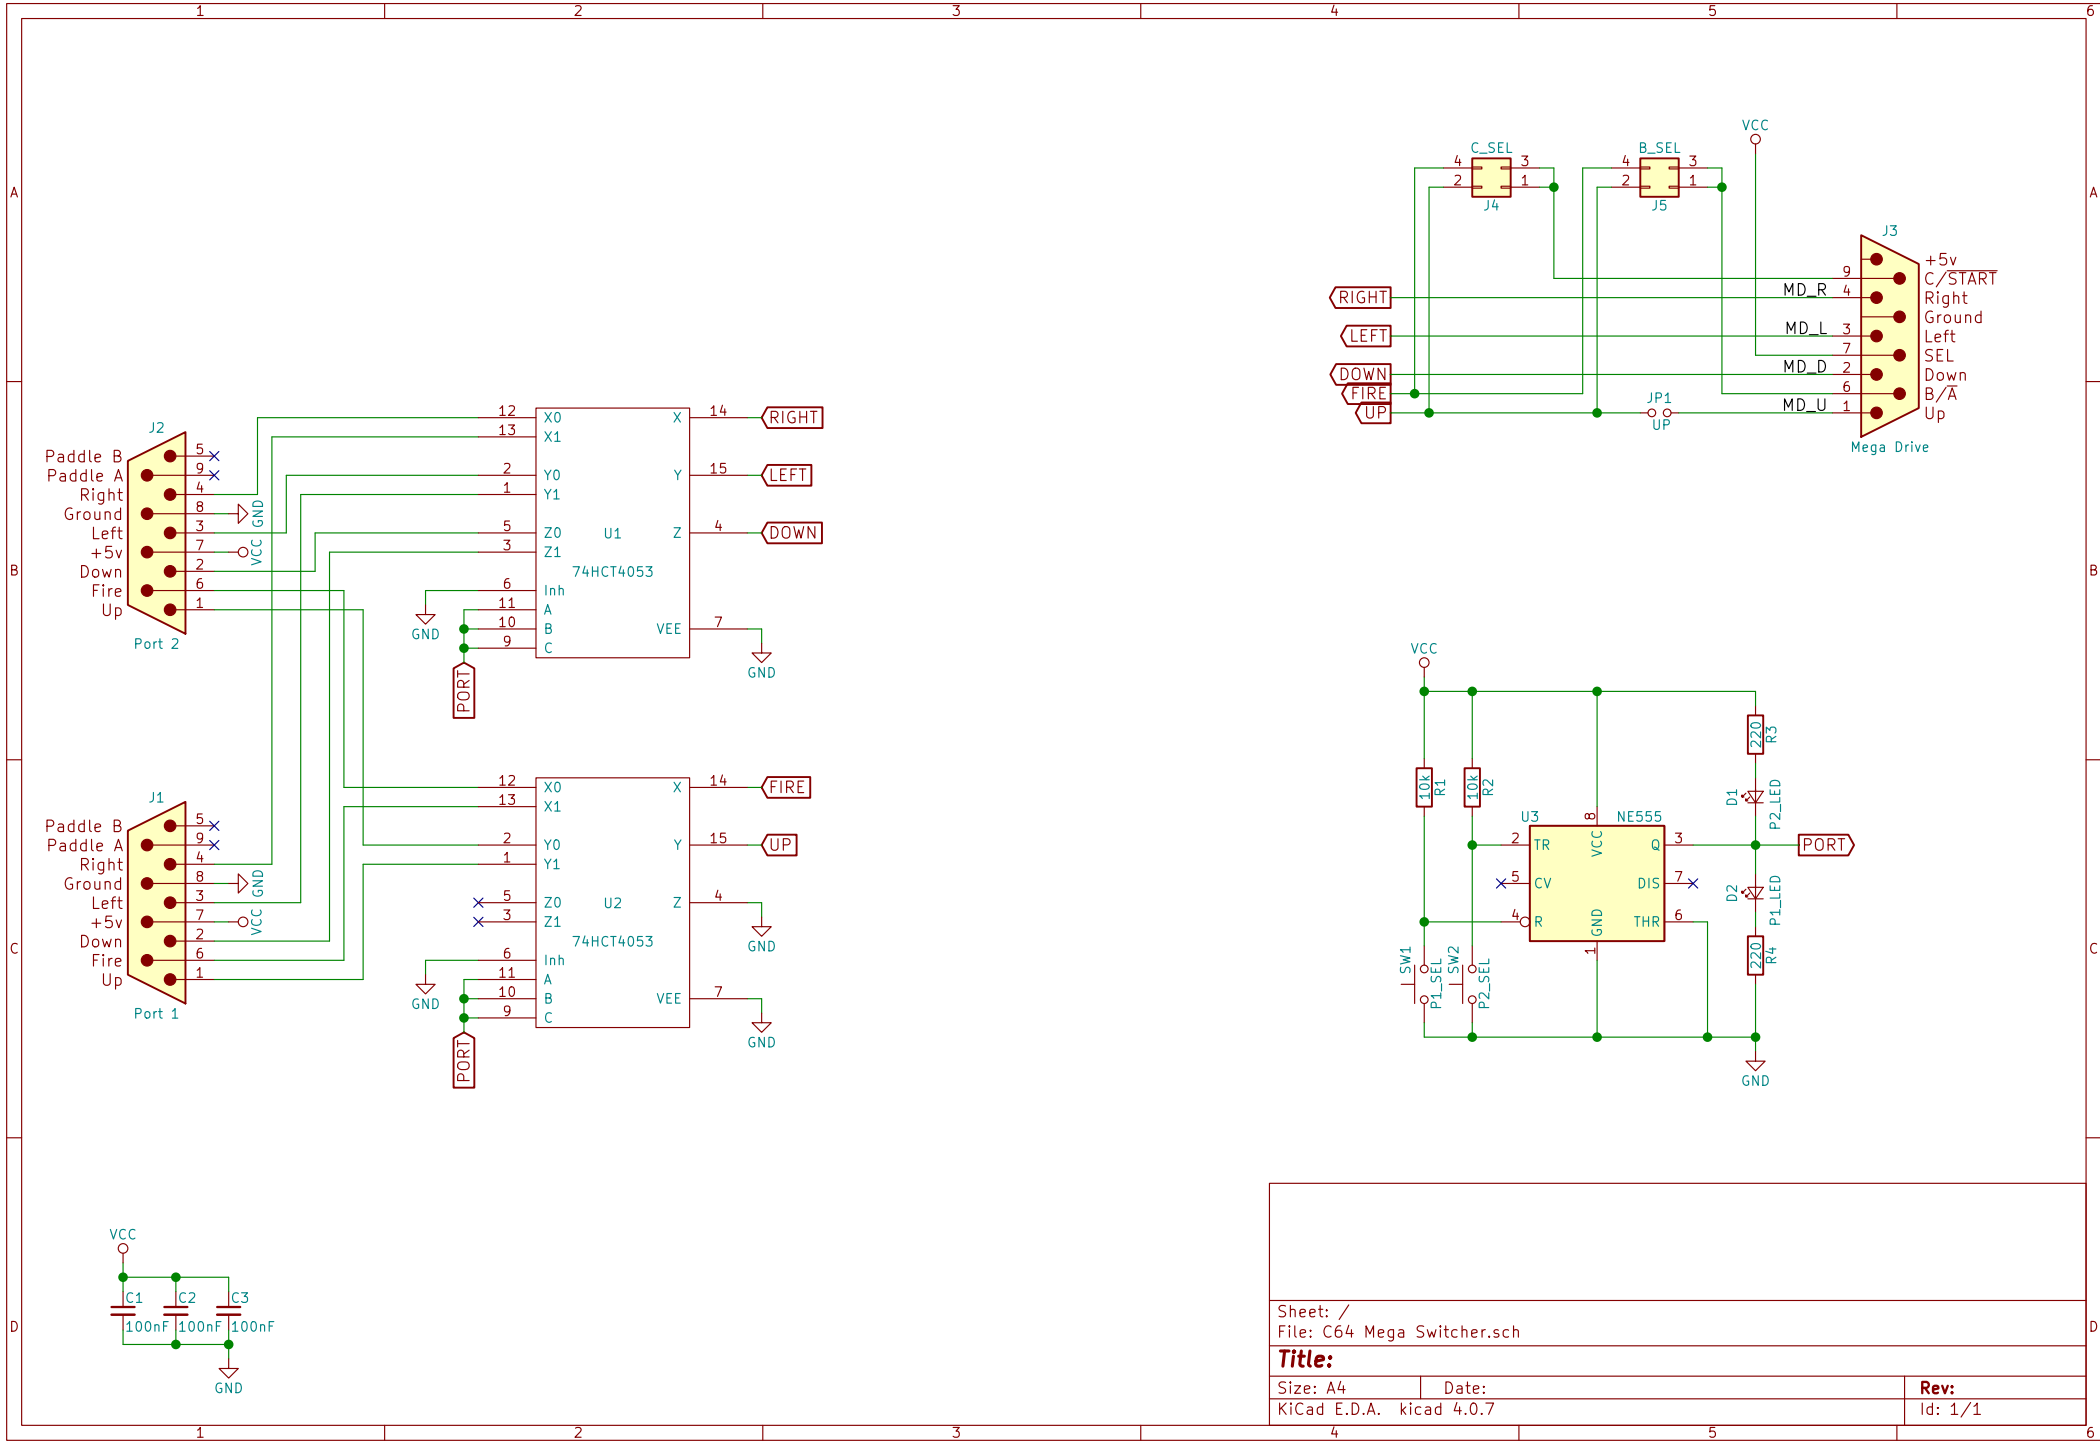 1 2 3 4 5 6
A
B
C
D
A
B
C
D
1 2 3 4 5 6
J2
Paddle B 5
Paddle A 9
Right 4
Ground 8 GND
Left 3
+5v 7 VCC
Down 2
Fire 6
Up 1
Port 2
12 X0 X 14 RIGHT
13 X1
2 Y0 Y 15 LEFT
1 Y1
5 Z0 U1 Z 4 DOWN
3 Z1
74HCT4053
6 Inh
11 A
10 B VEE 7
9 C
GND
GND
PORT
J1
Paddle B 5
Paddle A 9
Right 4
Ground 8 GND
Left 3
+5v 7 VCC
Down 2
Fire 6
Up 1
Port 1
12 X0 X 14 FIRE
13 X1
2 Y0 Y 15 UP
1 Y1
5 Z0 U2 Z 4
3 Z1
GND
74HCT4053
6 Inh
11 A
10 B VEE 7
9 C
GND
GND
PORT
VCC
C1 C2 C3
100nF 100nF 100nF
GND
VCC
C_SEL B_SEL
4 3 4 3
2 1 2 1
J4 J5
J3
+5v
9 C/START
RIGHT MD_R 4 Right
Ground
LEFT MD_L 3 Left
7 SEL
DOWN MD_D 2 Down
FIRE 6 B/A
UP JP1 MD_U 1 Up
UP
Mega Drive
VCC
220 R3
10k R1
10k R2
D1 P2_LED
U3 NE555
8 VCC
2 TR Q 3 PORT
5 CV DIS 7
4 R THR 6
GND 1
D2 P1_LED
220 R4
SW1 P1_SEL
SW2 P2_SEL
GND
Sheet: /
File: C64 Mega Switcher.sch
Title:
Size: A4 Date: Rev:
KiCad E.D.A. kicad 4.0.7 Id: 1/1